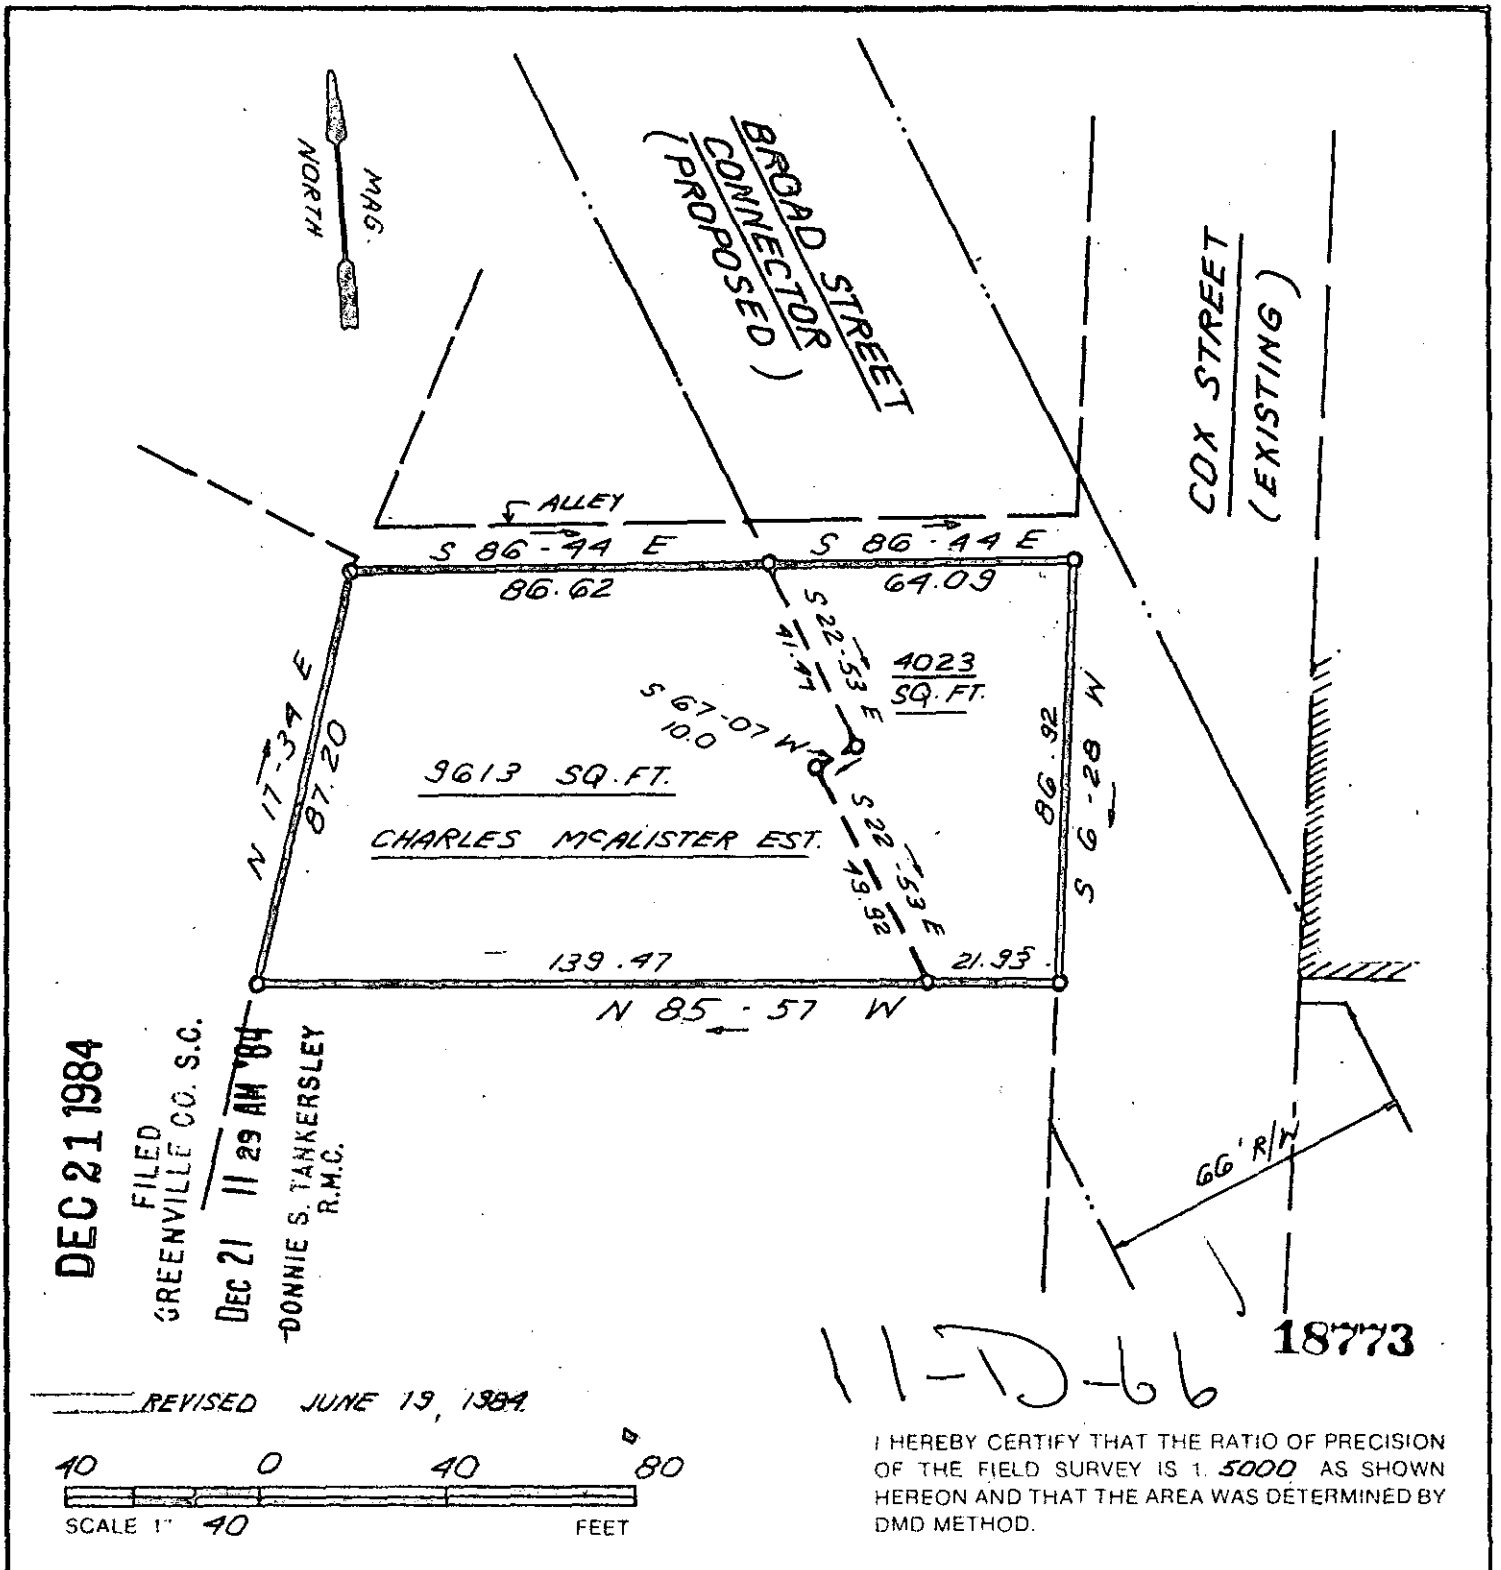 MAG.
NORTH
BROAD STREET
CONNECTOR
(PROPOSED)
COX STREET
(EXISTING)
ALLEY
S 86-44 E
86.62
S 86-44 E
64.09
S 22-53 E
41.47
4023
SQ. FT.
S 67-07 W
10.0
N 17-34 E
87.20
9613 SQ. FT.
CHARLES McALISTER EST.
S 22-53 E
49.92
86.92
S 6-28 W
139.47
21.93
N 85-57 W
66' R/W
DEC 21 1984
FILED
GREENVILLE CO. S.C.
DEC 21 11 29 AM '84
DONNIE S. TANKERSLEY
R.M.C.
11-D-66
18773
REVISED JUNE 19, 1984
40 0 40 80
SCALE 1" 40 FEET
I HEREBY CERTIFY THAT THE RATIO OF PRECISION
OF THE FIELD SURVEY IS 1. 5000 AS SHOWN
HEREON AND THAT THE AREA WAS DETERMINED BY
DMD METHOD.